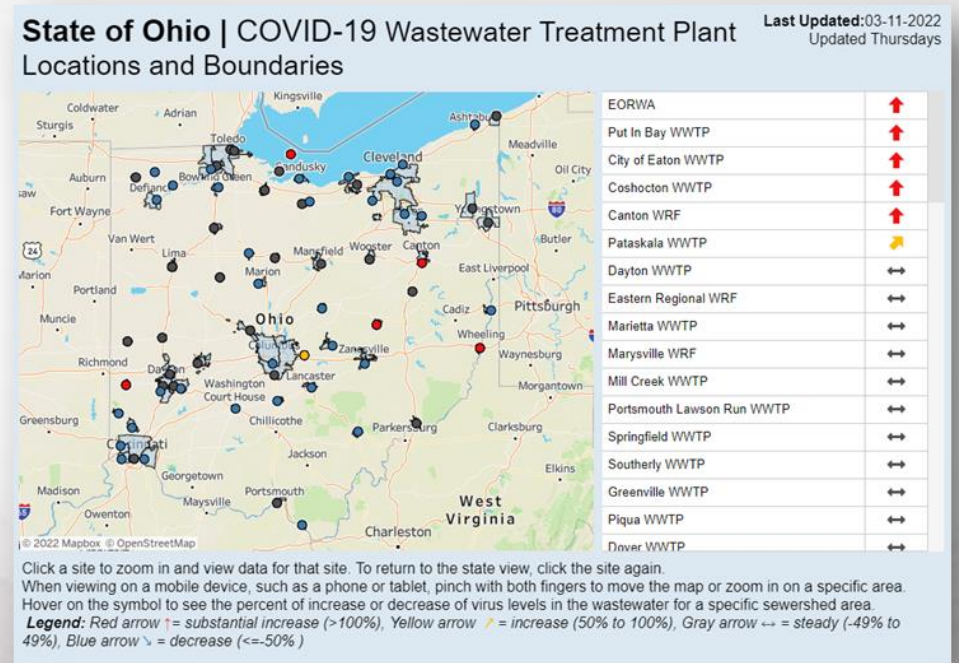 State of Ohio | COVID-19 Wastewater Treatment Plant
Locations and Boundaries
Last Updated:03-11-2022
Updated Thursdays
Kingsville
Coldwater
Adrian
Sturgis
Ashtabu
Toledo
Meadville
Sandusky
Cleveland
Oil City
Auburn
Bowling Green
Defiance
aw
Fort Wayne
Youngstown
80
Van Wert
Butler
24
Lima
Mansfield
Wooster
Canton
Marion
Marion
East Liverpool
Portland
Cadiz
Pittsburgh
Muncie
Ohio
Wheeling
Columbus
Zanesville
Waynesburg
Richmond
Dayton
Washington
Court House
Lancaster
Morgantown
Greensburg
Chillicothe
Parkersburg
Clarksburg
Cincinnati
Jackson
Georgetown
Elkins
Madison
Portsmouth
Maysville
West
Virginia
Owenton
Charleston
© 2022 Mapbox © OpenStreetMap
EORWA
Put In Bay WWTP
City of Eaton WWTP
Coshocton WWTP
Canton WRF
Pataskala WWTP
Dayton WWTP
Eastern Regional WRF
Marietta WWTP
Marysville WRF
Mill Creek WWTP
Portsmouth Lawson Run WWTP
Springfield WWTP
Southerly WWTP
Greenville WWTP
Piqua WWTP
Dover WWTP
Click a site to zoom in and view data for that site. To return to the state view, click the site again.
When viewing on a mobile device, such as a phone or tablet, pinch with both fingers to move the map or zoom in on a specific area.
Hover on the symbol to see the percent of increase or decrease of virus levels in the wastewater for a specific sewershed area.
Legend: Red arrow ↑= substantial increase (>100%), Yellow arrow ↗ = increase (50% to 100%), Gray arrow ↔ = steady (-49% to
49%), Blue arrow ↘ = decrease (<=-50% )